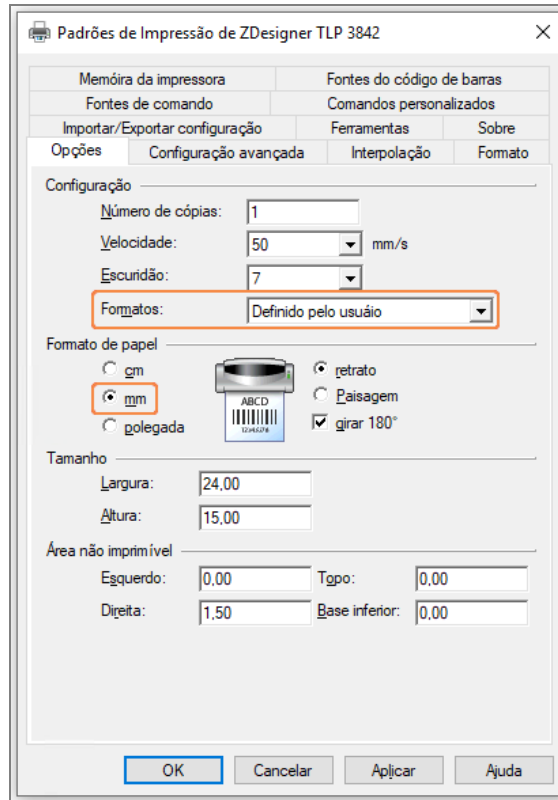 Padrões de Impressão de ZDesigner TLP 3842
Memóira da impressora Fontes do código de barras
Fontes de comando Comandos personalizados
Importar/Exportar configuração Ferramentas Sobre
Opções Configuração avançada Interpolação Formato
Configuração
Número de cópias: 1
Velocidade: 50 mm/s
Escuridão: 7
Formatos: Definido pelo usuáio
Formato de papel
cm retrato
mm Paisagem
polegada girar 180°
ABCD
12345678
Tamanho
Largura: 24,00
Altura: 15,00
Área não imprimível
Esquerdo: 0,00 Topo: 0,00
Direita: 1,50 Base inferior: 0,00
OK Cancelar Aplicar Ajuda